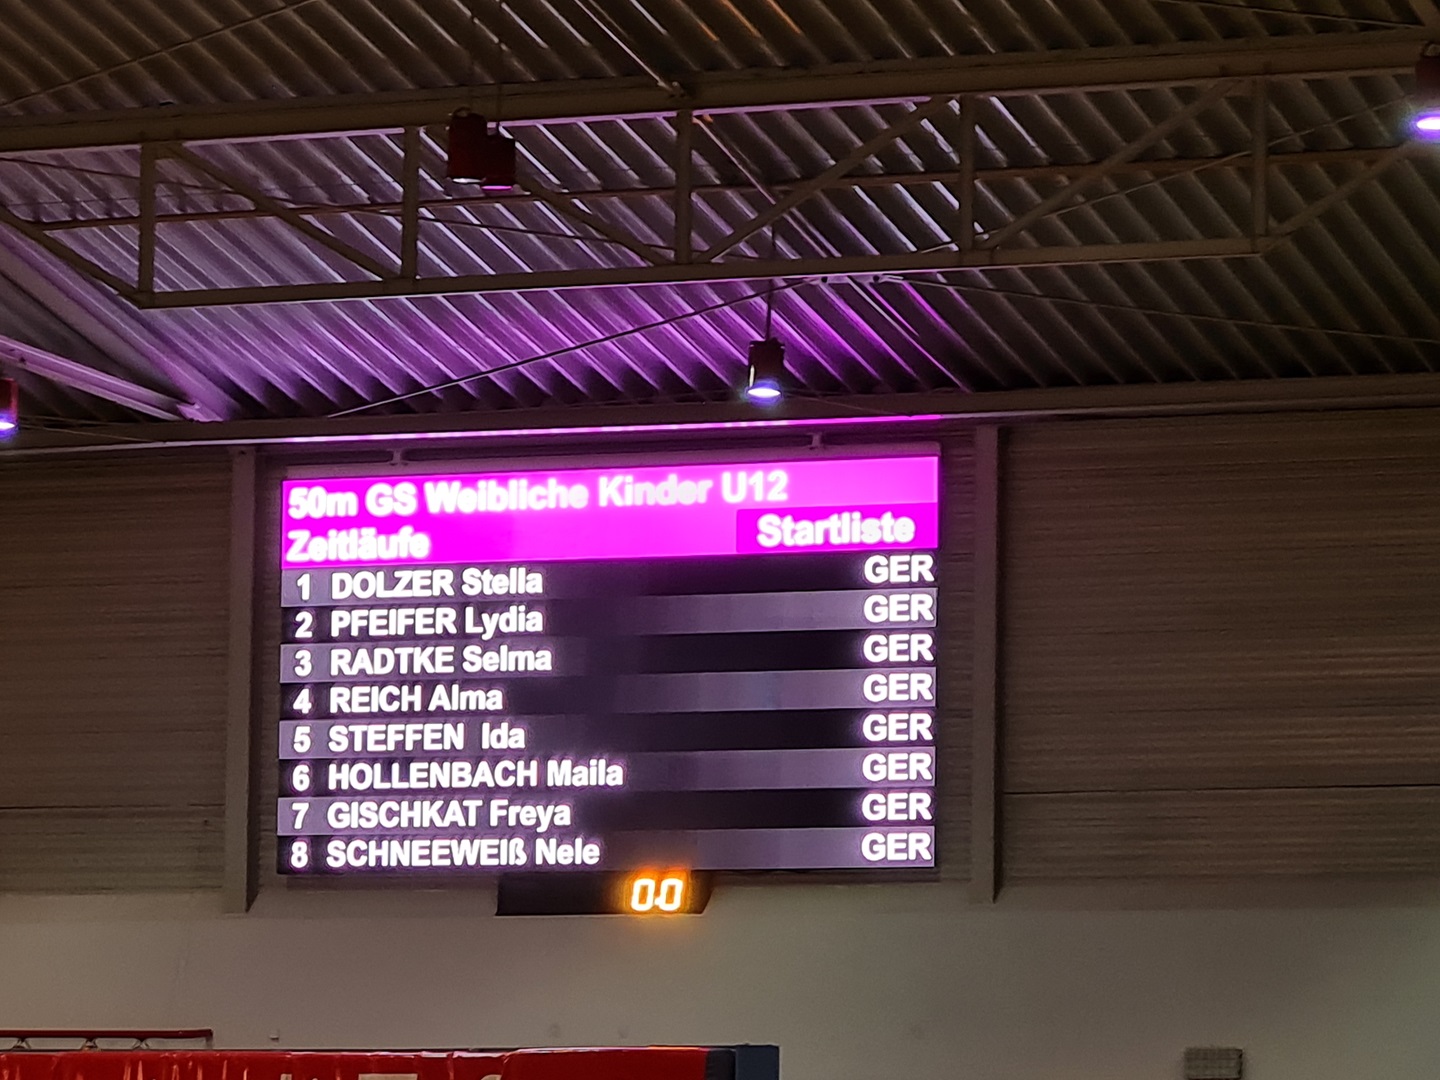 50m GS Weibliche Kinder U12
Zeitläufe Startliste
1 DOLZER Stella GER
2 PFEIFER Lydia GER
3 RADTKE Selma GER
4 REICH Alma GER
5 STEFFEN Ida GER
6 HOLLENBACH Maila GER
7 GISCHKAT Freya GER
8 SCHNEEWEIß Nele GER
0.0